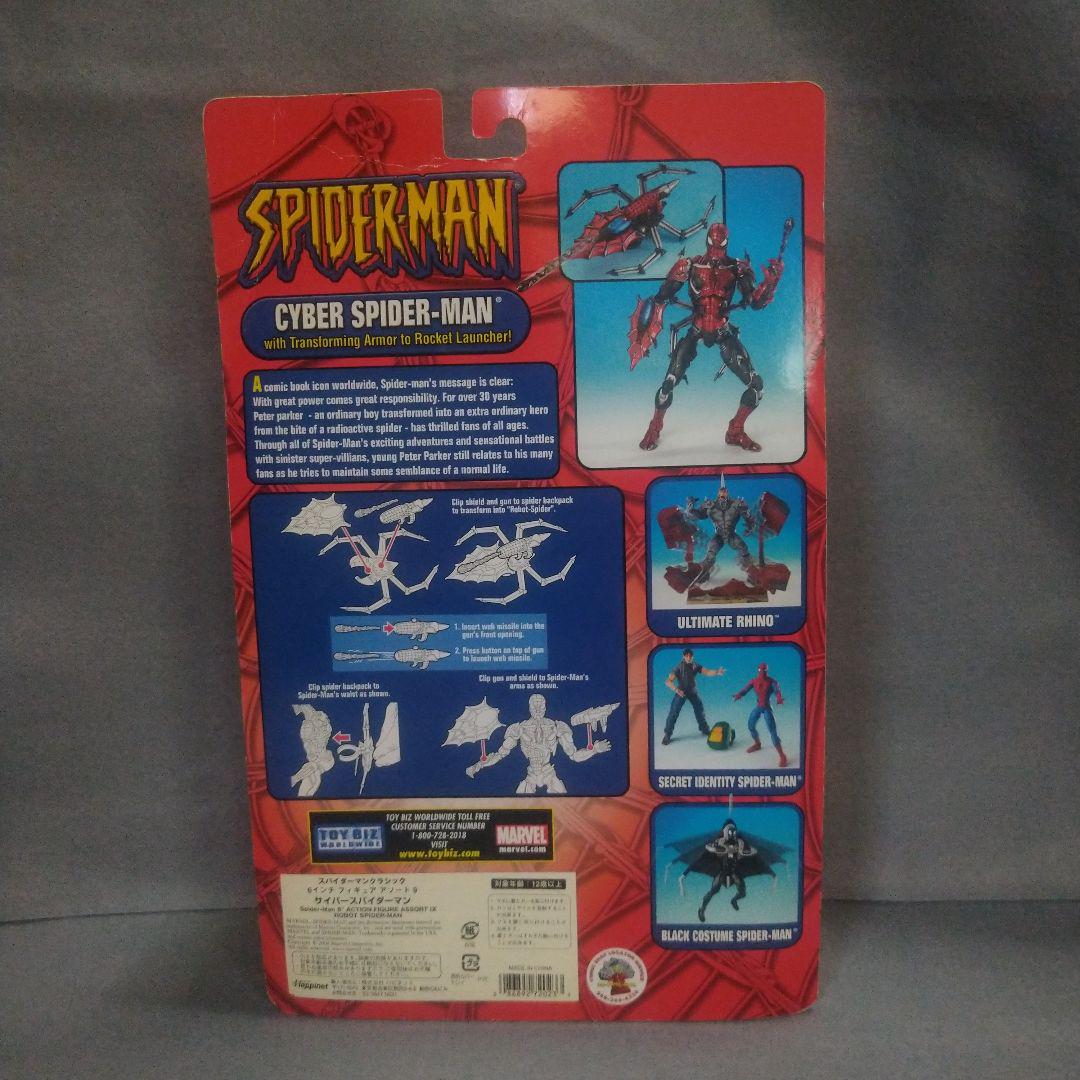 SPIDER-MAN
CYBER SPIDER-MAN®
with Transforming Armor to Rocket Launcher!
A comic book icon worldwide, Spider-man's message is clear:
With great power comes great responsibility. For over 30 years
Peter parker - an ordinary boy transformed into an extra ordinary hero
from the bite of a radioactive spider - has thrilled fans of all ages.
Through all of Spider-Man's exciting adventures and sensational battles
with sinister super-villians, young Peter Parker still relates to his many
fans as he tries to maintain some semblance of a normal life.
Clip shield and gun to spider backpack
to transform into "Robot-Spider".
1. Insert web missile into the
gun's front opening.
2. Press button on top of gun
to launch web missile.
Clip spider backpack to
Spider-Man's waist as shown.
Clip gun and shield to Spider-Man's
arms as shown.
ULTIMATE RHINO™
SECRET IDENTITY SPIDER-MAN®
BLACK COSTUME SPIDER-MAN®
TOY BIZ
WORLDWIDE
TOY BIZ WORLDWIDE TOLL FREE
CUSTOMER SERVICE NUMBER
1-800-728-2018
VISIT
www.toybiz.com
MARVEL
marvel.com
スパイダーマンクラシック
6インチ フィギュア アソート9
サイバースパイダーマン
Spider-Man 6" ACTION FIGURE ASSORT IX
ROBOT SPIDER-MAN
対象年齢:12歳以上
MADE IN CHINA
Happinet